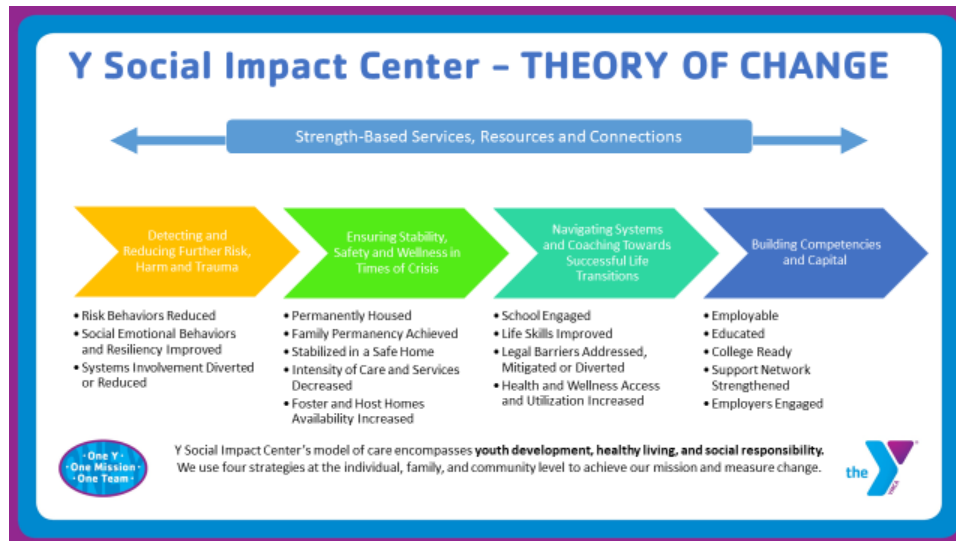 Y Social Impact Center – THEORY OF CHANGE
Strength-Based Services, Resources and Connections
Detecting and
Reducing Further Risk,
Harm and Trauma
• Risk Behaviors Reduced
• Social Emotional Behaviors
and Resiliency Improved
• Systems Involvement Diverted
or Reduced
Ensuring Stability,
Safety and Wellness in
Times of Crisis
• Permanently Housed
• Family Permanency Achieved
• Stabilized in a Safe Home
• Intensity of Care and Services
Decreased
• Foster and Host Homes
Availability Increased
Navigating Systems
and Coaching Towards
Successful Life
Transitions
• School Engaged
• Life Skills Improved
• Legal Barriers Addressed,
Mitigated or Diverted
• Health and Wellness Access
and Utilization Increased
Building Competencies
and Capital
• Employable
• Educated
• College Ready
• Support Network
Strengthened
• Employers Engaged
· One Y ·
· One Mission ·
· One Team ·
Y Social Impact Center's model of care encompasses youth development, healthy living, and social responsibility.
We use four strategies at the individual, family, and community level to achieve our mission and measure change.
the Y
YMCA